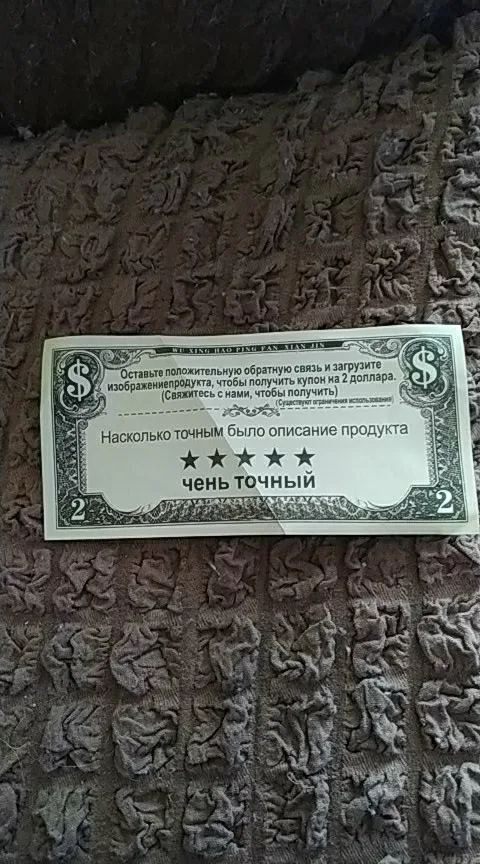 WU XING HAO PING FAN XIAN JIN
$ $
Оставьте положительную обратную связь и загрузите
изображениепродукта, чтобы получить купон на 2 доллара.
(Свяжитесь с нами, чтобы получить)
(Существуют ограничения использования)
Насколько точным было описание продукта
★ ★ ★ ★ ★
чень точный
2 2